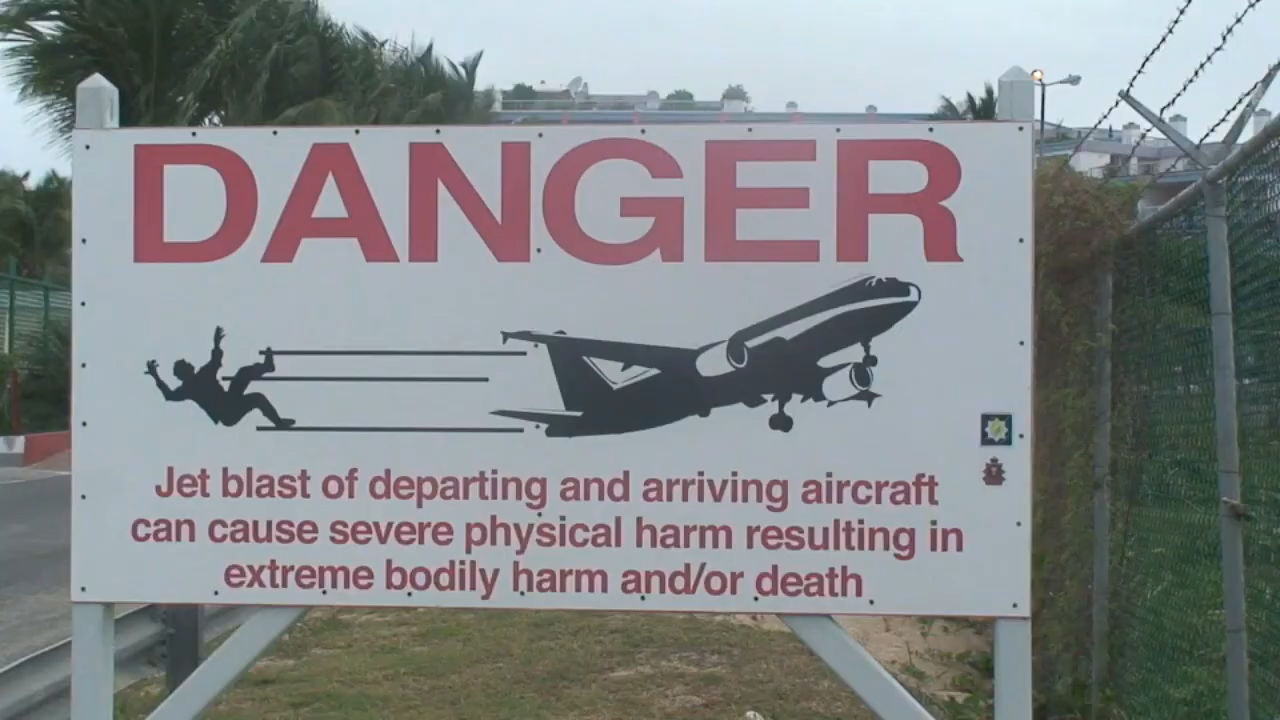 DANGER
Jet blast of departing and arriving aircraft
can cause severe physical harm resulting in
extreme bodily harm and/or death